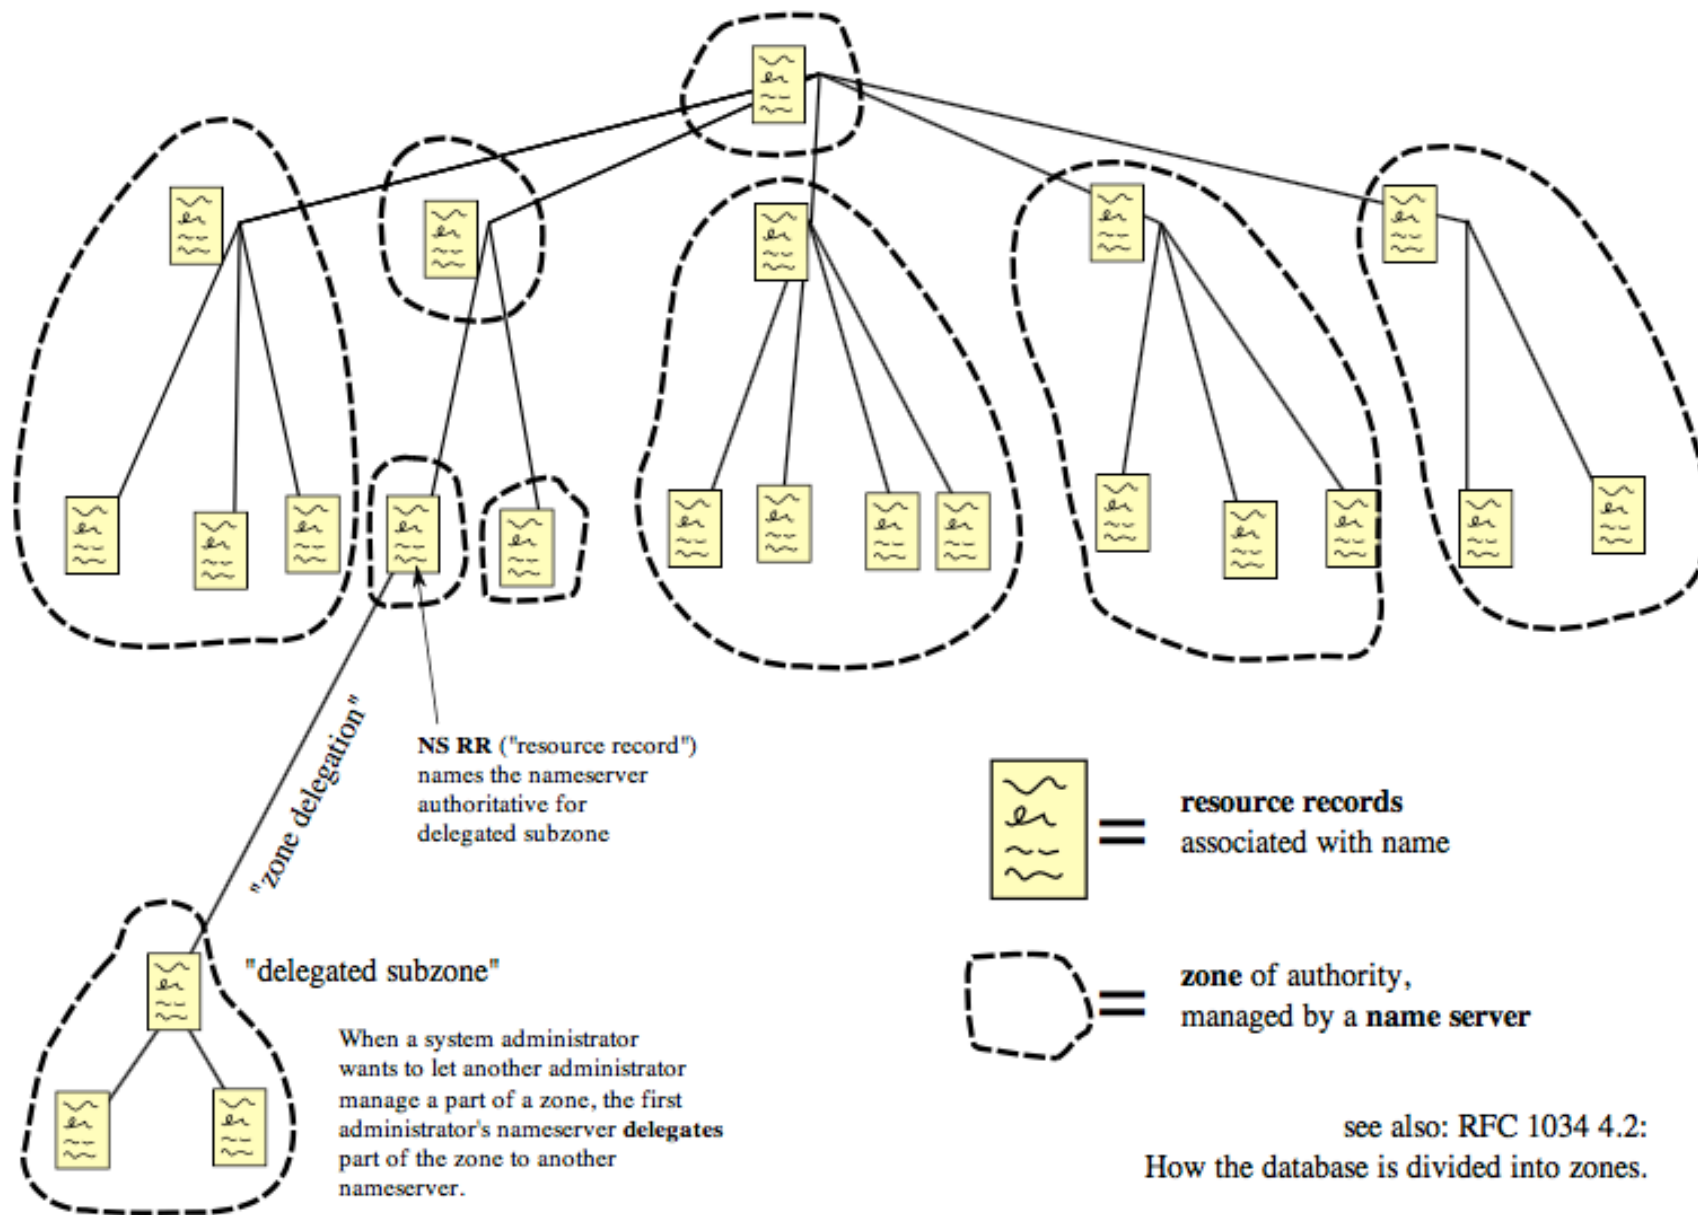 "zone delegation"
NS RR ("resource record")
names the nameserver
authoritative for
delegated subzone
resource records
associated with name
"delegated subzone"
zone of authority,
managed by a name server
When a system administrator
wants to let another administrator
manage a part of a zone, the first
administrator's nameserver delegates
part of the zone to another
nameserver.
see also: RFC 1034 4.2:
How the database is divided into zones.